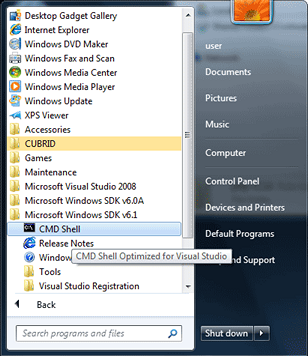 Desktop Gadget Gallery
Internet Explorer
Windows DVD Maker
Windows Fax and Scan
Windows Media Center
Windows Media Player
Windows Update
XPS Viewer
Accessories
CUBRID
Games
Maintenance
Microsoft Visual Studio 2008
Microsoft Windows SDK v6.0A
Microsoft Windows SDK v6.1
CMD Shell
Release Notes
Window
CMD Shell Optimized for Visual Studio
Tools
Visual Studio Registration
Back
Search programs and files
user
Documents
Pictures
Music
Computer
Control Panel
Devices and Printers
Default Programs
and Support
Shut down